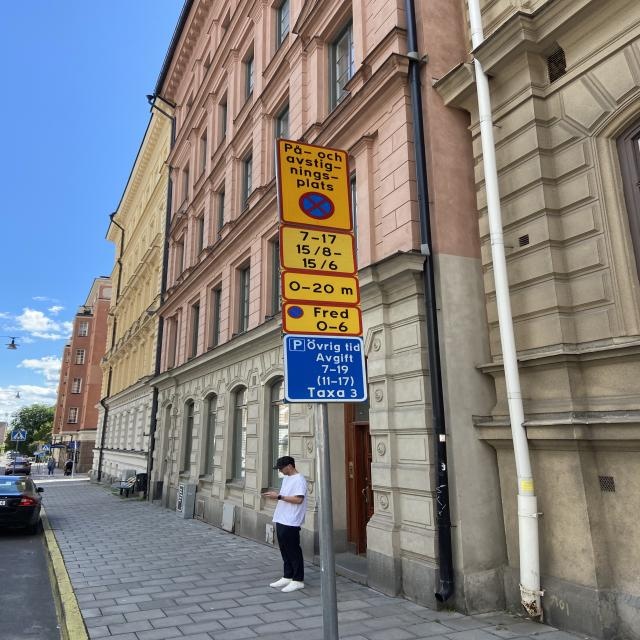 På- och
avstig-
nings-
plats
7-17
15/8-
15/6
0-20 m
Fred
0-6
P Övrig tid
Avgift
7-19
(11-17)
Taxa 3